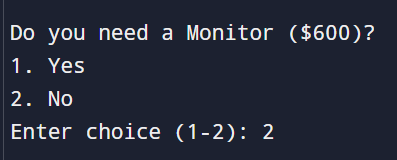 Do you need a Monitor ($600)?
1. Yes
2. No
Enter choice (1-2): 2